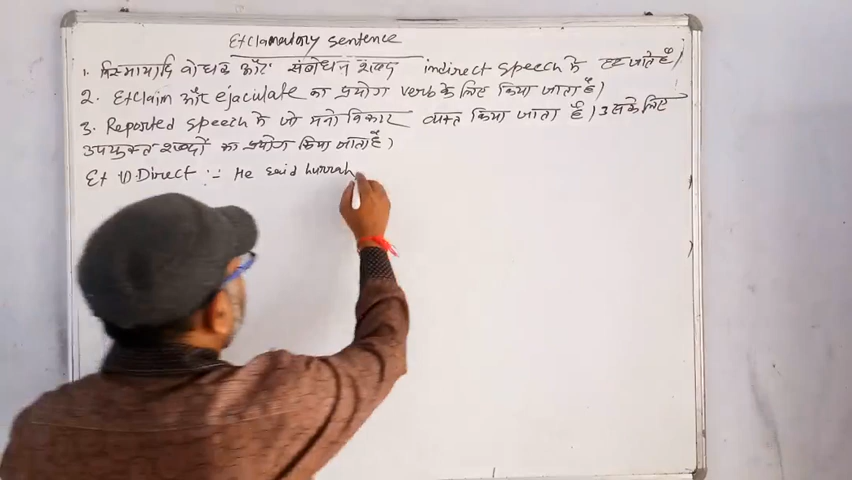 Exclamatory sentence
1. विस्मयादि बोधक और संबोधन शब्द indirect speech में हट जाते हैं।
2. Exclaim और ejaculate का प्रयोग verb के लिए किया जाता है।
3. Reported speech में जो मनोविकार व्यक्त किया जाता है। उसके लिए
उपयुक्त शब्दों का प्रयोग किया जाता है।
Ex (1) Direct :- He said hurrah